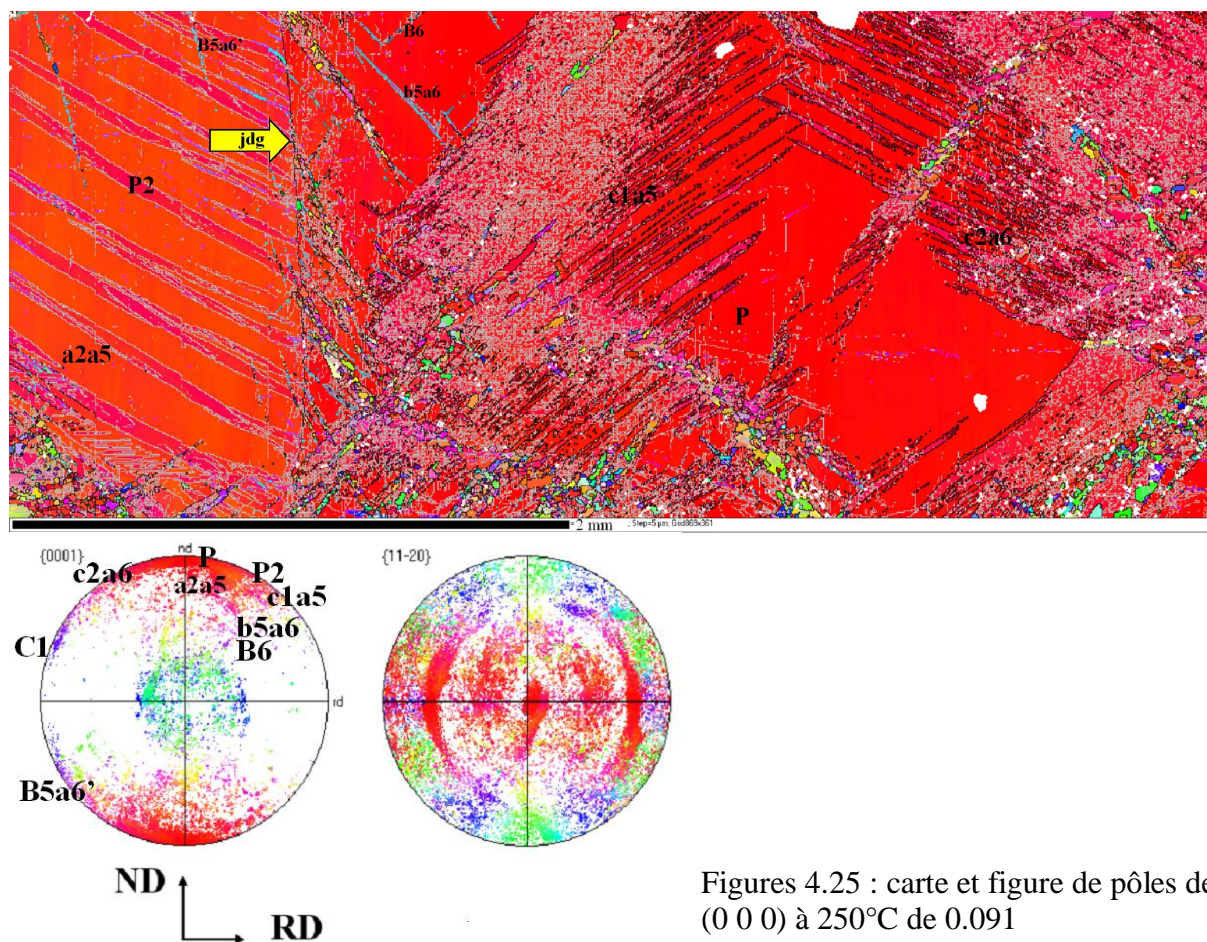 B5a6’
B6
b5a6
jdg
P2
c1a5
c2a6
P
a2a5
=2 mm ; Step=5 µm; Grid869x361
{0001}
nd
P
c2a6
P2
a2a5
c1a5
b5a6
C1
B6
rd
B5a6’
{11-20}
ND
RD
Figures 4.25 : carte et figure de pôles de
(0 0 0) à 250°C de 0.091